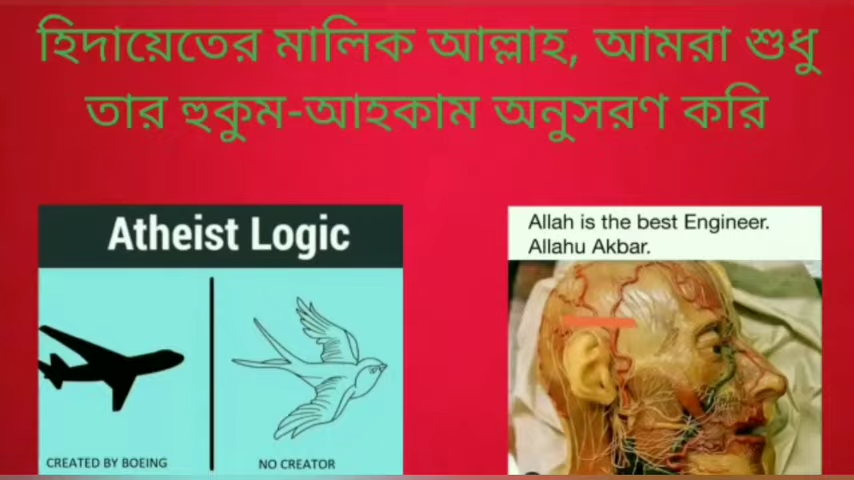 হিদায়েতের মালিক আল্লাহ, আমরা শুধু
তার হুকুম-আহকাম অনুসরণ করি
Atheist Logic
CREATED BY BOEING
NO CREATOR
Allah is the best Engineer.
Allahu Akbar.